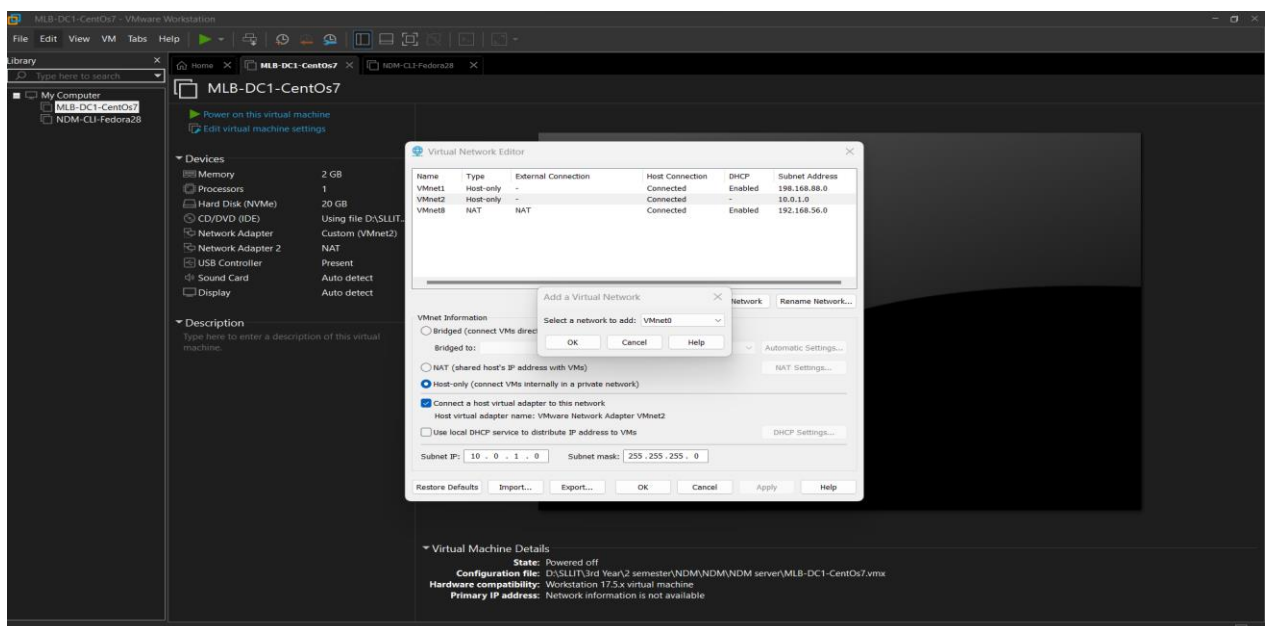 MLB-DC1-CentOs7 - VMware Workstation
File Edit View VM Tabs Help
Library
Home MLB-DC1-CentOs7 NDM-CLI-Fedora28
Type here to search
MLB-DC1-CentOs7
My Computer
MLB-DC1-CentOs7
NDM-CLI-Fedora28
Power on this virtual machine
Edit virtual machine settings
Devices
Memory 2 GB
Processors 1
Hard Disk (NVMe) 20 GB
CD/DVD (IDE) Using file D:\SLLIT...
Network Adapter Custom (VMnet2)
Network Adapter 2 NAT
USB Controller Present
Sound Card Auto detect
Display Auto detect
Description
Type here to enter a description of this virtual
machine.
Virtual Network Editor
Name Type External Connection Host Connection DHCP Subnet Address
VMnet1 Host-only - Connected Enabled 198.168.88.0
VMnet2 Host-only - Connected - 10.0.1.0
VMnet8 NAT NAT Connected Enabled 192.168.56.0
Add a Virtual Network
Network Rename Network...
Select a network to add: VMnet0
OK Cancel Help
VMnet Information
Bridged (connect VMs direc
Bridged to: Automatic Settings...
NAT (shared host's IP address with VMs) NAT Settings...
Host-only (connect VMs internally in a private network)
Connect a host virtual adapter to this network
Host virtual adapter name: VMware Network Adapter VMnet2
Use local DHCP service to distribute IP address to VMs DHCP Settings...
Subnet IP: 10 . 0 . 1 . 0 Subnet mask: 255 . 255 . 255 . 0
Restore Defaults Import... Export... OK Cancel Apply Help
Virtual Machine Details
State: Powered off
Configuration file: D:\SLLIT\3rd Year\2 semester\NDM\NDM\NDM server\MLB-DC1-CentOs7.vmx
Hardware compatibility: Workstation 17.5.x virtual machine
Primary IP address: Network information is not available